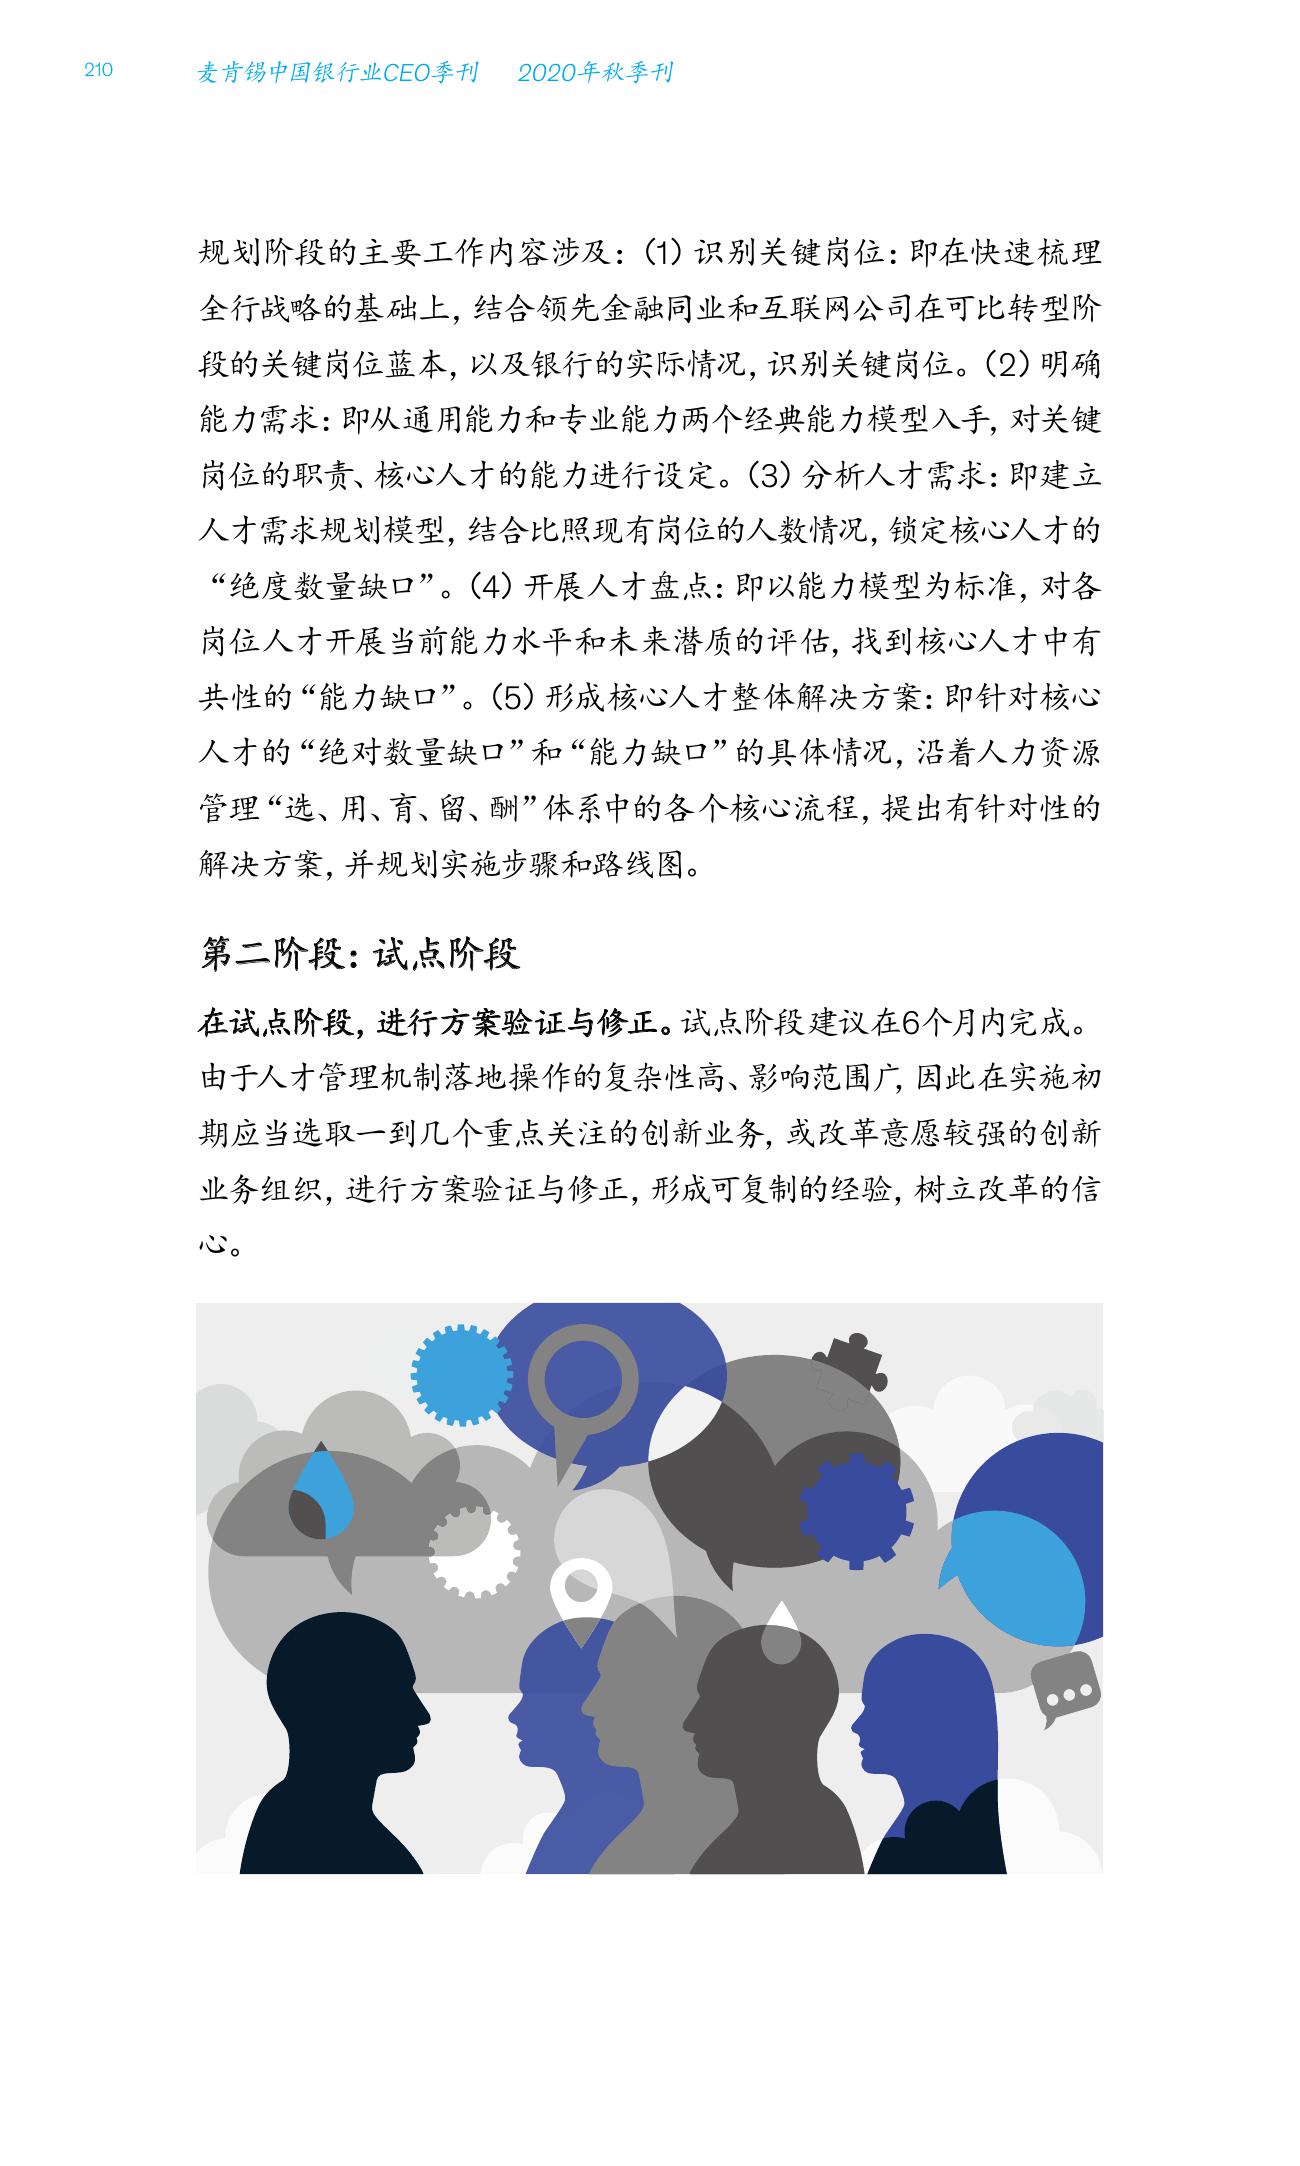 210 麦肯锡中国银行业CEO季刊 2020年秋季刊
规划阶段的主要工作内容涉及：（1）识别关键岗位：即在快速梳理
全行战略的基础上，结合领先金融同业和互联网公司在可比转型阶
段的关键岗位蓝本，以及银行的实际情况，识别关键岗位。（2）明确
能力需求：即从通用能力和专业能力两个经典能力模型入手，对关键
岗位的职责、核心人才的能力进行设定。（3）分析人才需求：即建立
人才需求规划模型，结合比照现有岗位的人数情况，锁定核心人才的
“绝度数量缺口”。（4）开展人才盘点：即以能力模型为标准，对各
岗位人才开展当前能力水平和未来潜质的评估，找到核心人才中有
共性的“能力缺口”。（5）形成核心人才整体解决方案：即针对核心
人才的“绝对数量缺口”和“能力缺口”的具体情况，沿着人力资源
管理“选、用、育、留、酬”体系中的各个核心流程，提出有针对性的
解决方案，并规划实施步骤和路线图。
第二阶段：试点阶段
在试点阶段，进行方案验证与修正。试点阶段建议在6个月内完成。
由于人才管理机制落地操作的复杂性高、影响范围广，因此在实施初
期应当选取一到几个重点关注的创新业务，或改革意愿较强的创新
业务组织，进行方案验证与修正，形成可复制的经验，树立改革的信
心。